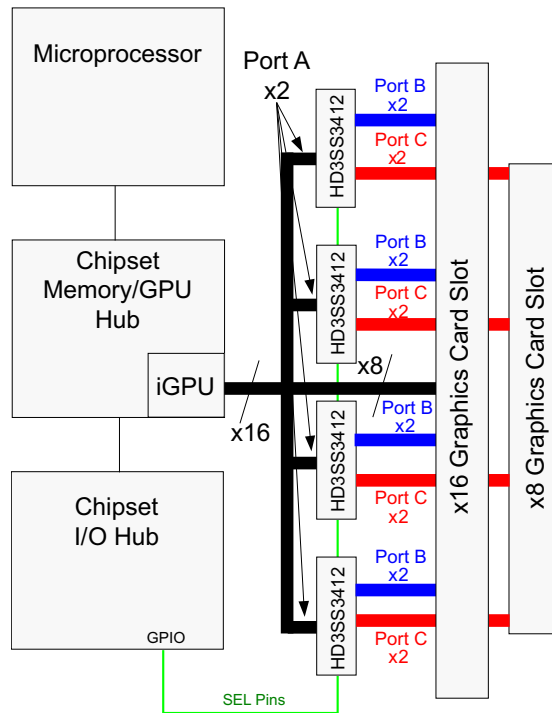 Microprocessor
Chipset
Memory/GPU
Hub
iGPU
Chipset
I/O Hub
GPIO
SEL Pins
x16
x8
Port A
x2
HD3SS3412
Port B
x2
Port C
x2
HD3SS3412
Port B
x2
Port C
x2
HD3SS3412
Port B
x2
Port C
x2
HD3SS3412
Port B
x2
Port C
x2
x16 Graphics Card Slot
x8 Graphics Card Slot